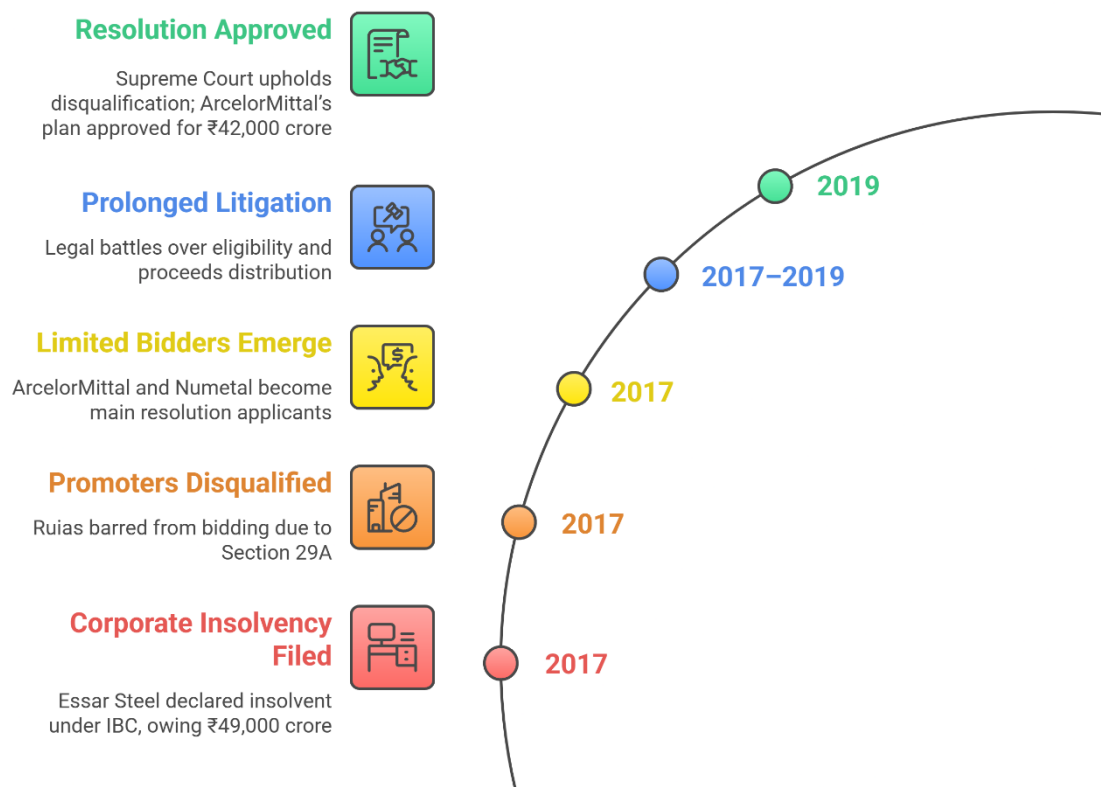 Resolution Approved
Supreme Court upholds
disqualification; ArcelorMittal’s
plan approved for ₹42,000 crore
2019
Prolonged Litigation
Legal battles over eligibility and
proceeds distribution
2017–2019
Limited Bidders Emerge
ArcelorMittal and Numetal become
main resolution applicants
2017
Promoters Disqualified
Ruias barred from bidding due to
Section 29A
2017
Corporate Insolvency
Filed
Essar Steel declared insolvent
under IBC, owing ₹49,000 crore
2017